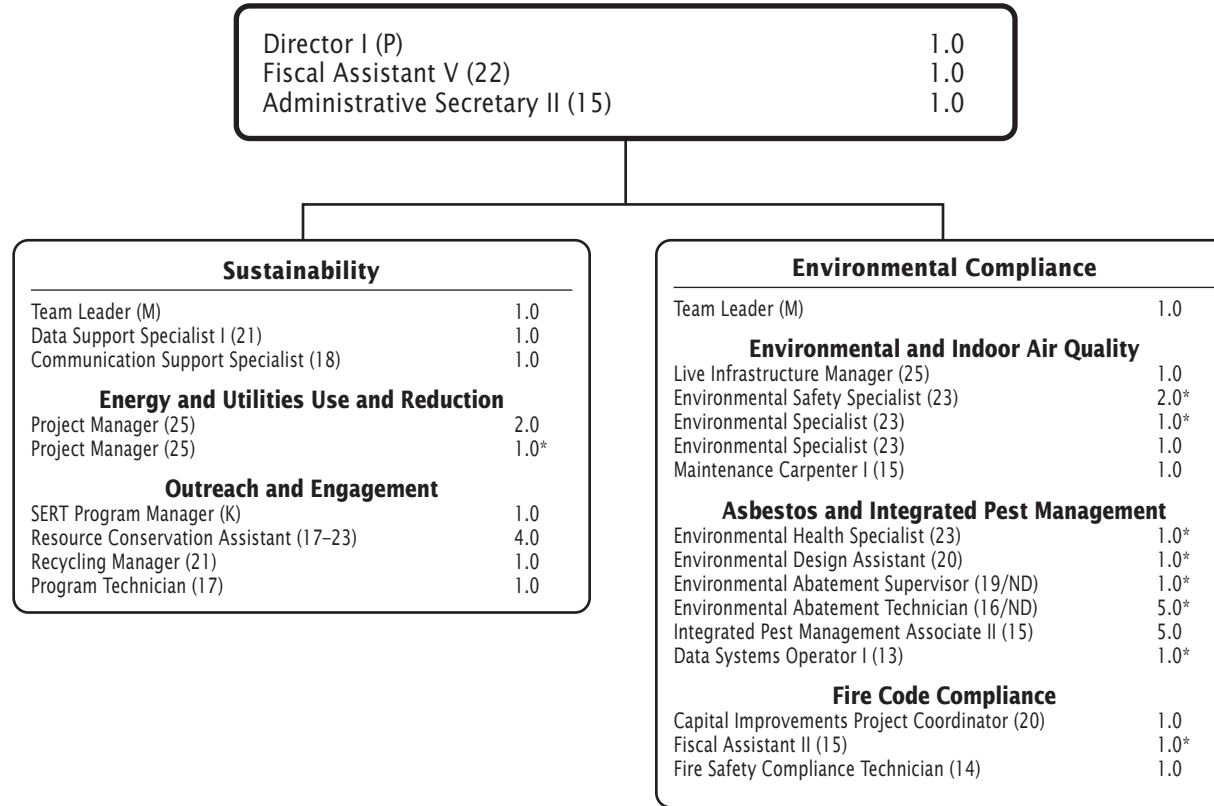 Director I (P) 1.0
Fiscal Assistant V (22) 1.0
Administrative Secretary II (15) 1.0
Sustainability
Team Leader (M) 1.0
Data Support Specialist I (21) 1.0
Communication Support Specialist (18) 1.0
Energy and Utilities Use and Reduction
Project Manager (25) 2.0
Project Manager (25) 1.0*
Outreach and Engagement
SERT Program Manager (K) 1.0
Resource Conservation Assistant (17–23) 4.0
Recycling Manager (21) 1.0
Program Technician (17) 1.0
Environmental Compliance
Team Leader (M) 1.0
Environmental and Indoor Air Quality
Live Infrastructure Manager (25) 1.0
Environmental Safety Specialist (23) 2.0*
Environmental Specialist (23) 1.0*
Environmental Specialist (23) 1.0
Maintenance Carpenter I (15) 1.0
Asbestos and Integrated Pest Management
Environmental Health Specialist (23) 1.0*
Environmental Design Assistant (20) 1.0*
Environmental Abatement Supervisor (19/ND) 1.0*
Environmental Abatement Technician (16/ND) 5.0*
Integrated Pest Management Associate II (15) 5.0
Data Systems Operator I (13) 1.0*
Fire Code Compliance
Capital Improvements Project Coordinator (20) 1.0
Fiscal Assistant II (15) 1.0*
Fire Safety Compliance Technician (14) 1.0